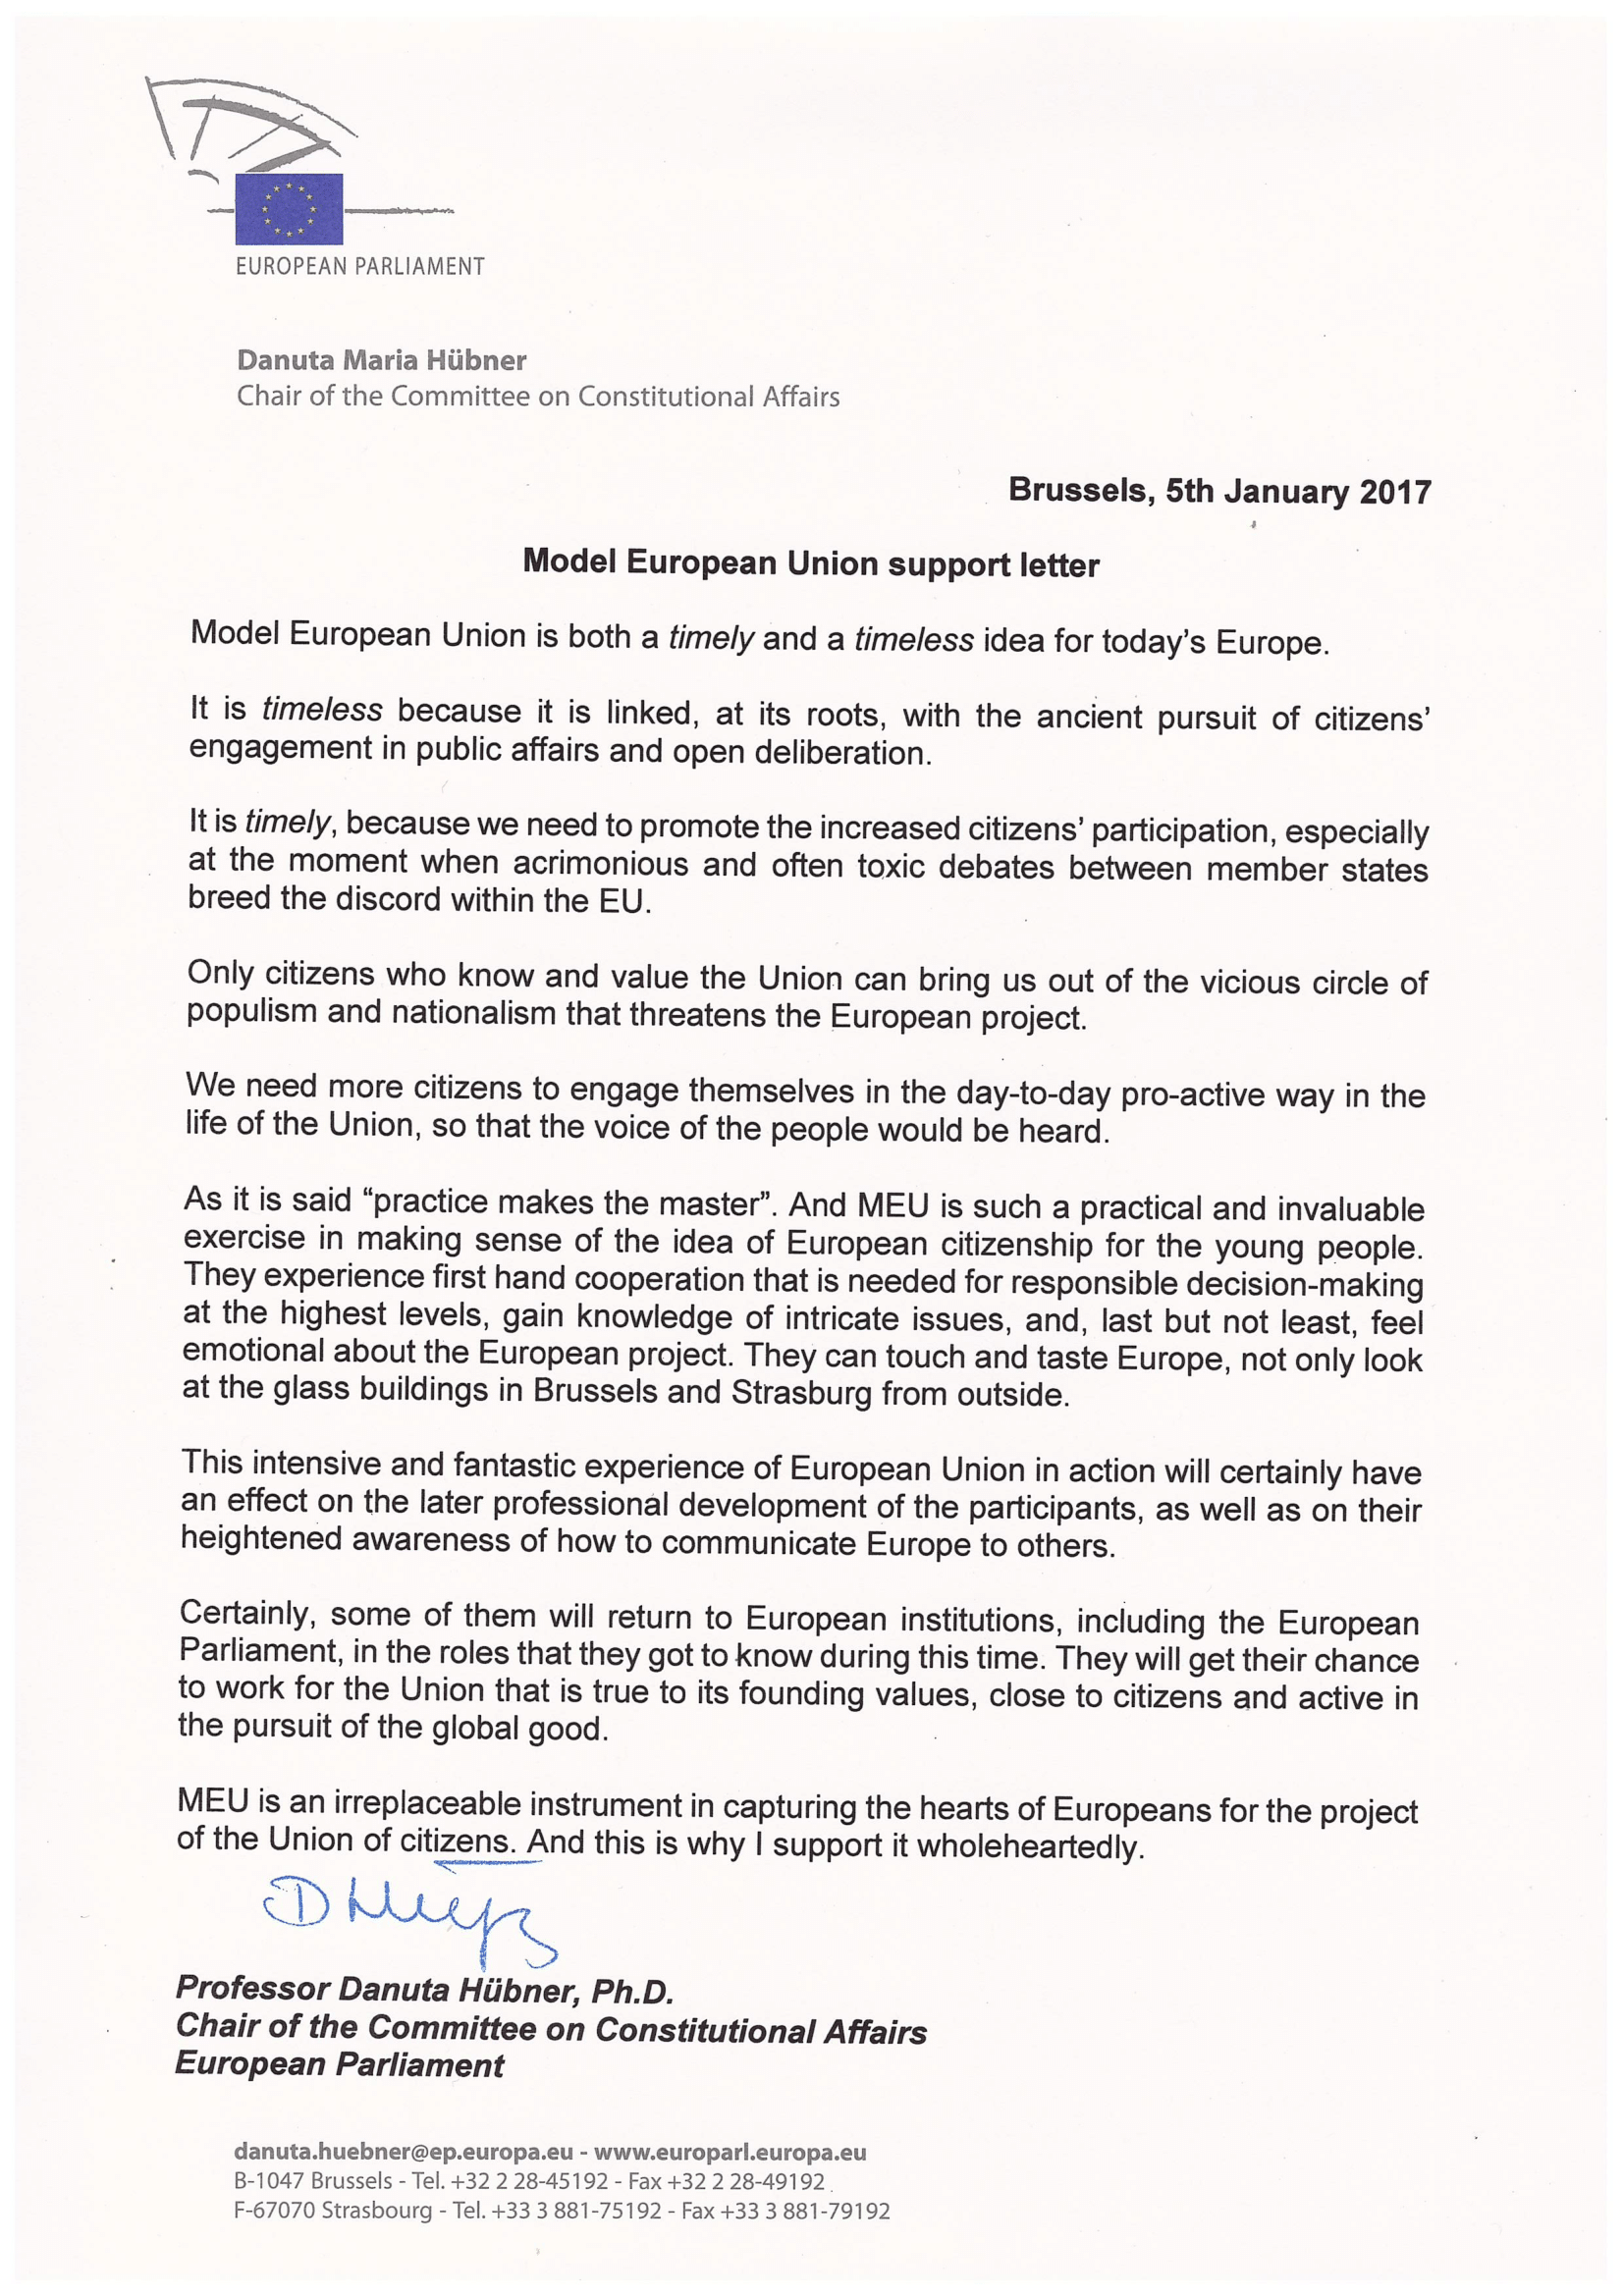 EUROPEAN PARLIAMENT
Danuta Maria Hübner
Chair of the Committee on Constitutional Affairs
Brussels, 5th January 2017
Model European Union support letter
Model European Union is both a timely and a timeless idea for today’s Europe.
It is timeless because it is linked, at its roots, with the ancient pursuit of citizens’
engagement in public affairs and open deliberation.
It is timely, because we need to promote the increased citizens’ participation, especially
at the moment when acrimonious and often toxic debates between member states
breed the discord within the EU.
Only citizens who know and value the Union can bring us out of the vicious circle of
populism and nationalism that threatens the European project.
We need more citizens to engage themselves in the day-to-day pro-active way in the
life of the Union, so that the voice of the people would be heard.
As it is said “practice makes the master”. And MEU is such a practical and invaluable
exercise in making sense of the idea of European citizenship for the young people.
They experience first hand cooperation that is needed for responsible decision-making
at the highest levels, gain knowledge of intricate issues, and, last but not least, feel
emotional about the European project. They can touch and taste Europe, not only look
at the glass buildings in Brussels and Strasburg from outside.
This intensive and fantastic experience of European Union in action will certainly have
an effect on the later professional development of the participants, as well as on their
heightened awareness of how to communicate Europe to others.
Certainly, some of them will return to European institutions, including the European
Parliament, in the roles that they got to know during this time. They will get their chance
to work for the Union that is true to its founding values, close to citizens and active in
the pursuit of the global good.
MEU is an irreplaceable instrument in capturing the hearts of Europeans for the project
of the Union of citizens. And this is why I support it wholeheartedly.
Professor Danuta Hübner, Ph.D.
Chair of the Committee on Constitutional Affairs
European Parliament
danuta.huebner@ep.europa.eu - www.europarl.europa.eu
B-1047 Brussels - Tel. +32 2 28-45192 - Fax +32 2 28-49192
F-67070 Strasbourg - Tel. +33 3 881-75192 - Fax +33 3 881-79192